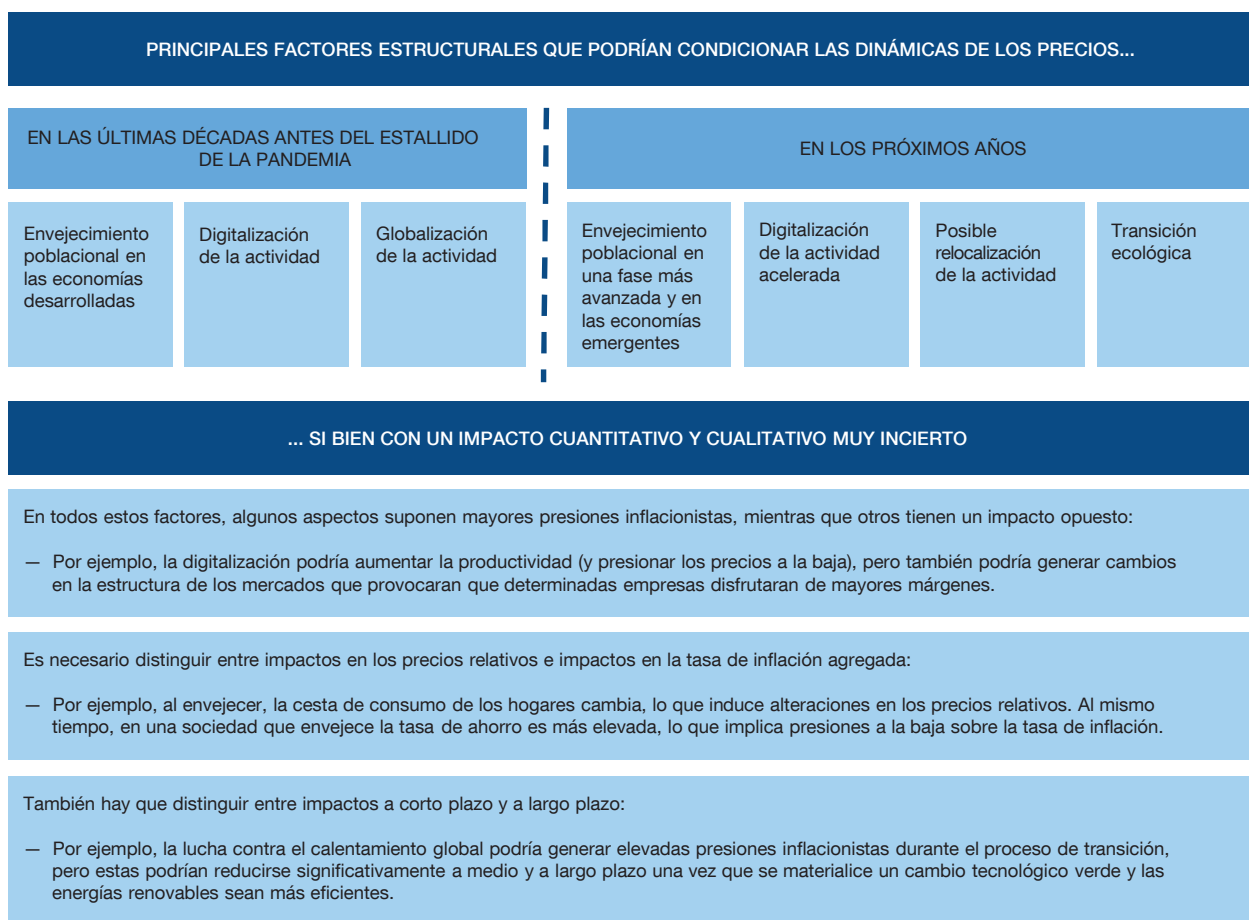 PRINCIPALES FACTORES ESTRUCTURALES QUE PODRÍAN CONDICIONAR LAS DINÁMICAS DE LOS PRECIOS...
EN LAS ÚLTIMAS DÉCADAS ANTES DEL ESTALLIDO
DE LA PANDEMIA
Envejecimiento
poblacional en
las economías
desarrolladas
Digitalización
de la actividad
Globalización
de la actividad
EN LOS PRÓXIMOS AÑOS
Envejecimiento
poblacional en
una fase más
avanzada y en
las economías
emergentes
Digitalización
de la actividad
acelerada
Posible
relocalización
de la actividad
Transición
ecológica
... SI BIEN CON UN IMPACTO CUANTITATIVO Y CUALITATIVO MUY INCIERTO
En todos estos factores, algunos aspectos suponen mayores presiones inflacionistas, mientras que otros tienen un impacto opuesto:
— Por ejemplo, la digitalización podría aumentar la productividad (y presionar los precios a la baja), pero también podría generar cambios
en la estructura de los mercados que provocaran que determinadas empresas disfrutaran de mayores márgenes.
Es necesario distinguir entre impactos en los precios relativos e impactos en la tasa de inflación agregada:
— Por ejemplo, al envejecer, la cesta de consumo de los hogares cambia, lo que induce alteraciones en los precios relativos. Al mismo
tiempo, en una sociedad que envejece la tasa de ahorro es más elevada, lo que implica presiones a la baja sobre la tasa de inflación.
También hay que distinguir entre impactos a corto plazo y a largo plazo:
— Por ejemplo, la lucha contra el calentamiento global podría generar elevadas presiones inflacionistas durante el proceso de transición,
pero estas podrían reducirse significativamente a medio y a largo plazo una vez que se materialice un cambio tecnológico verde y las
energías renovables sean más eficientes.